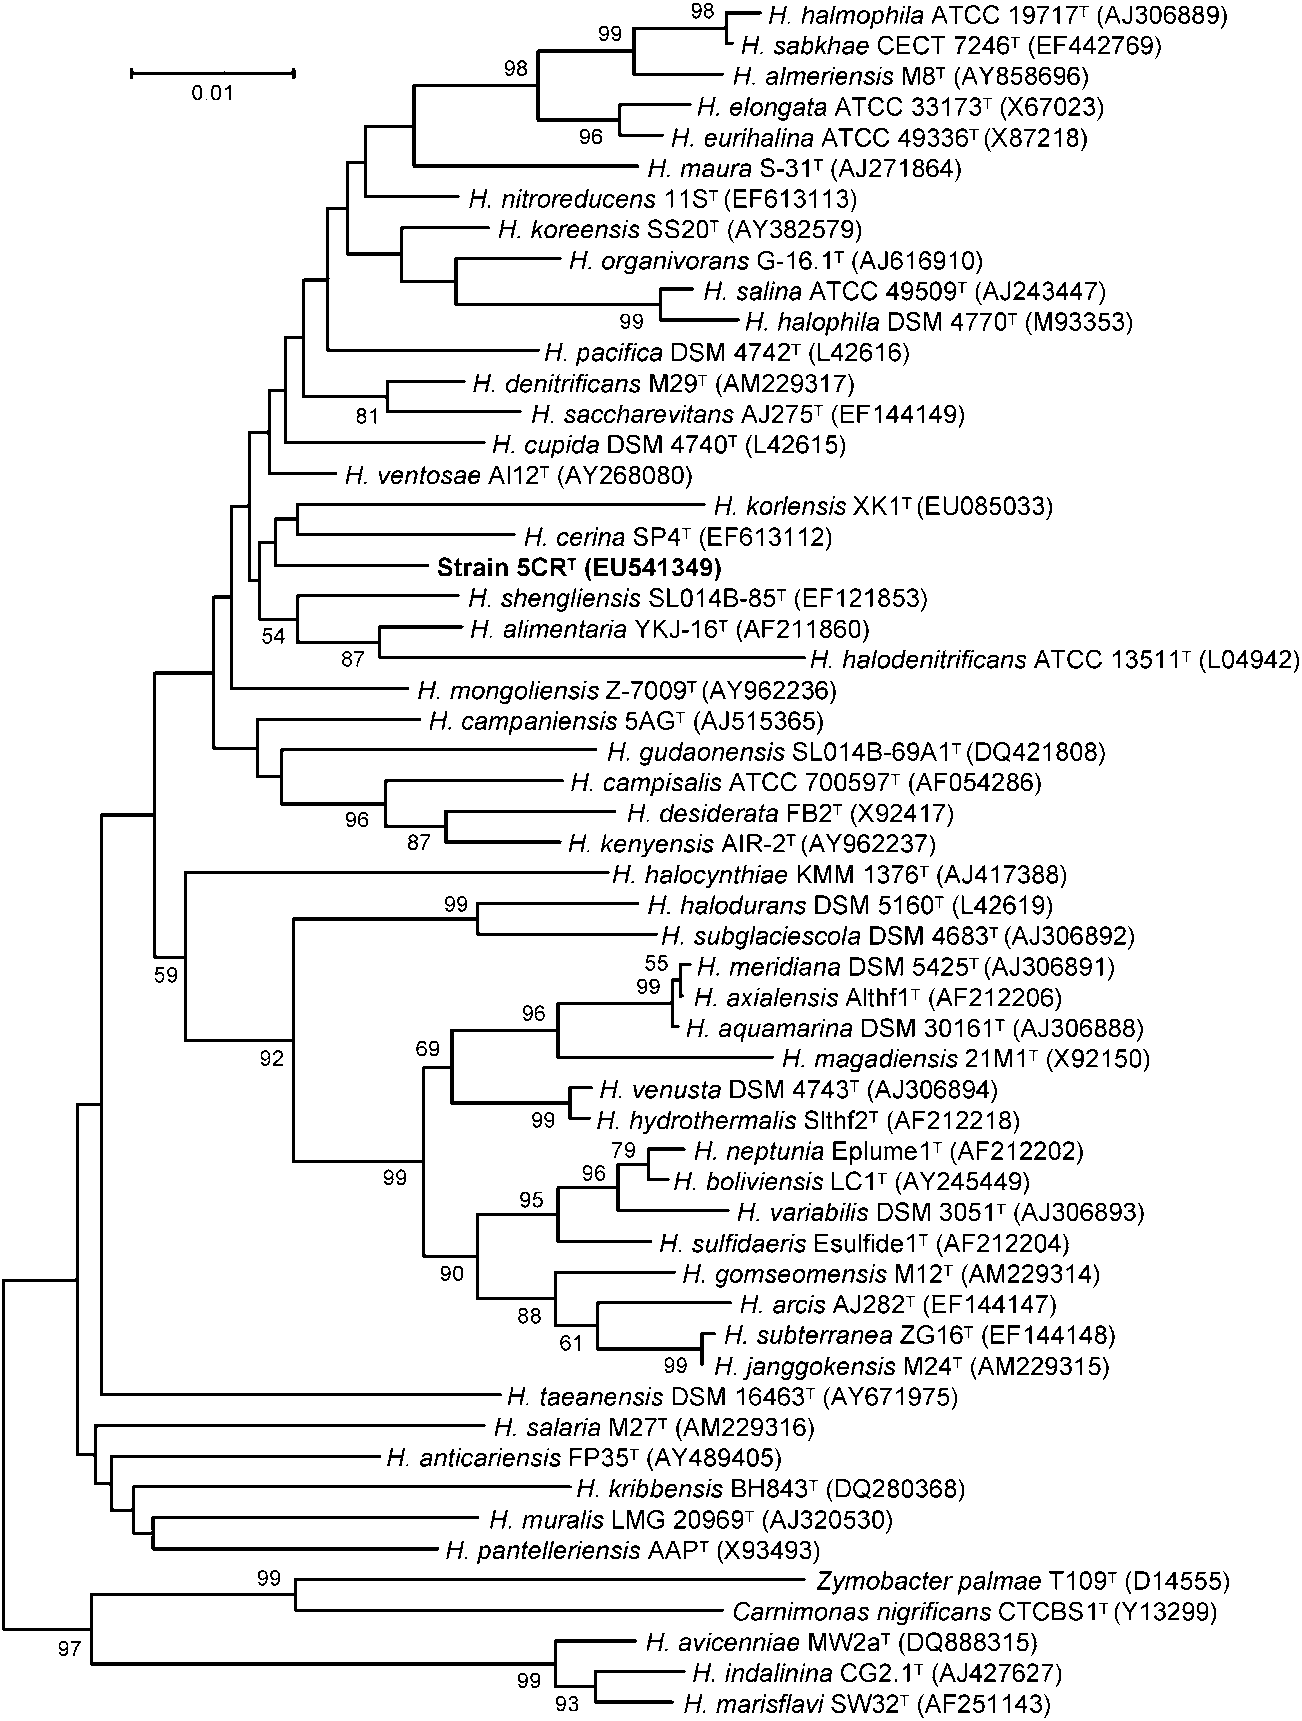 98
H. halmophila ATCC 19717ᵀ (AJ306889)
99
H. sabkhae CECT 7246ᵀ (EF442769)
98
H. almeriensis M8ᵀ (AY858696)
0.01
H. elongata ATCC 33173ᵀ (X67023)
96
H. eurihalina ATCC 49336ᵀ (X87218)
H. maura S-31ᵀ (AJ271864)
H. nitroreducens 11Sᵀ (EF613113)
H. koreensis SS20ᵀ (AY382579)
H. organivorans G-16.1ᵀ (AJ616910)
H. salina ATCC 49509ᵀ (AJ243447)
99
H. halophila DSM 4770ᵀ (M93353)
H. pacifica DSM 4742ᵀ (L42616)
H. denitrificans M29ᵀ (AM229317)
81
H. saccharevitans AJ275ᵀ (EF144149)
H. cupida DSM 4740ᵀ (L42615)
H. ventosae Al12ᵀ (AY268080)
H. korlensis XK1ᵀ (EU085033)
H. cerina SP4ᵀ (EF613112)
Strain 5CRᵀ (EU541349)
H. shengliensis SL014B-85ᵀ (EF121853)
54
H. alimentaria YKJ-16ᵀ (AF211860)
87
H. halodenitrificans ATCC 13511ᵀ (L04942)
H. mongoliensis Z-7009ᵀ (AY962236)
H. campaniensis 5AGᵀ (AJ515365)
H. gudaonensis SL014B-69A1ᵀ (DQ421808)
H. campisalis ATCC 700597ᵀ (AF054286)
96
H. desiderata FB2ᵀ (X92417)
87
H. kenyensis AIR-2ᵀ (AY962237)
H. halocynthiae KMM 1376ᵀ (AJ417388)
99
H. halodurans DSM 5160ᵀ (L42619)
H. subglaciescola DSM 4683ᵀ (AJ306892)
59
55
H. meridiana DSM 5425ᵀ (AJ306891)
99
H. axialensis Althf1ᵀ (AF212206)
96
H. aquamarina DSM 30161ᵀ (AJ306888)
92
69
H. magadiensis 21M1ᵀ (X92150)
H. venusta DSM 4743ᵀ (AJ306894)
99
H. hydrothermalis Slthf2ᵀ (AF212218)
79
H. neptunia Eplume1ᵀ (AF212202)
99
96
H. boliviensis LC1ᵀ (AY245449)
95
H. variabilis DSM 3051ᵀ (AJ306893)
H. sulfidaeris Esulfide1ᵀ (AF212204)
90
H. gomseomensis M12ᵀ (AM229314)
88
H. arcis AJ282ᵀ (EF144147)
61
H. subterranea ZG16ᵀ (EF144148)
99
H. janggokensis M24ᵀ (AM229315)
H. taeanensis DSM 16463ᵀ (AY671975)
H. salaria M27ᵀ (AM229316)
H. anticariensis FP35ᵀ (AY489405)
H. kribbensis BH843ᵀ (DQ280368)
H. muralis LMG 20969ᵀ (AJ320530)
H. pantelleriensis AAPᵀ (X93493)
99
Zymobacter palmae T109ᵀ (D14555)
Carnimonas nigrificans CTCBS1ᵀ (Y13299)
97
H. avicenniae MW2aᵀ (DQ888315)
99
H. indalinina CG2.1ᵀ (AJ427627)
93
H. marisflavi SW32ᵀ (AF251143)